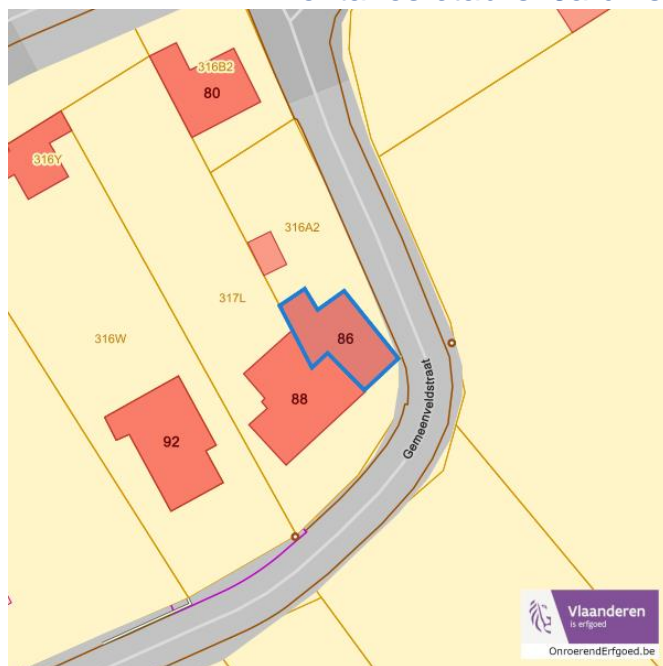 316B2
80
316Y
316A2
317L
316W
86
88
92
Gemeenveldstraat
Vlaanderen
is erfgoed
OnroerendErfgoed.be